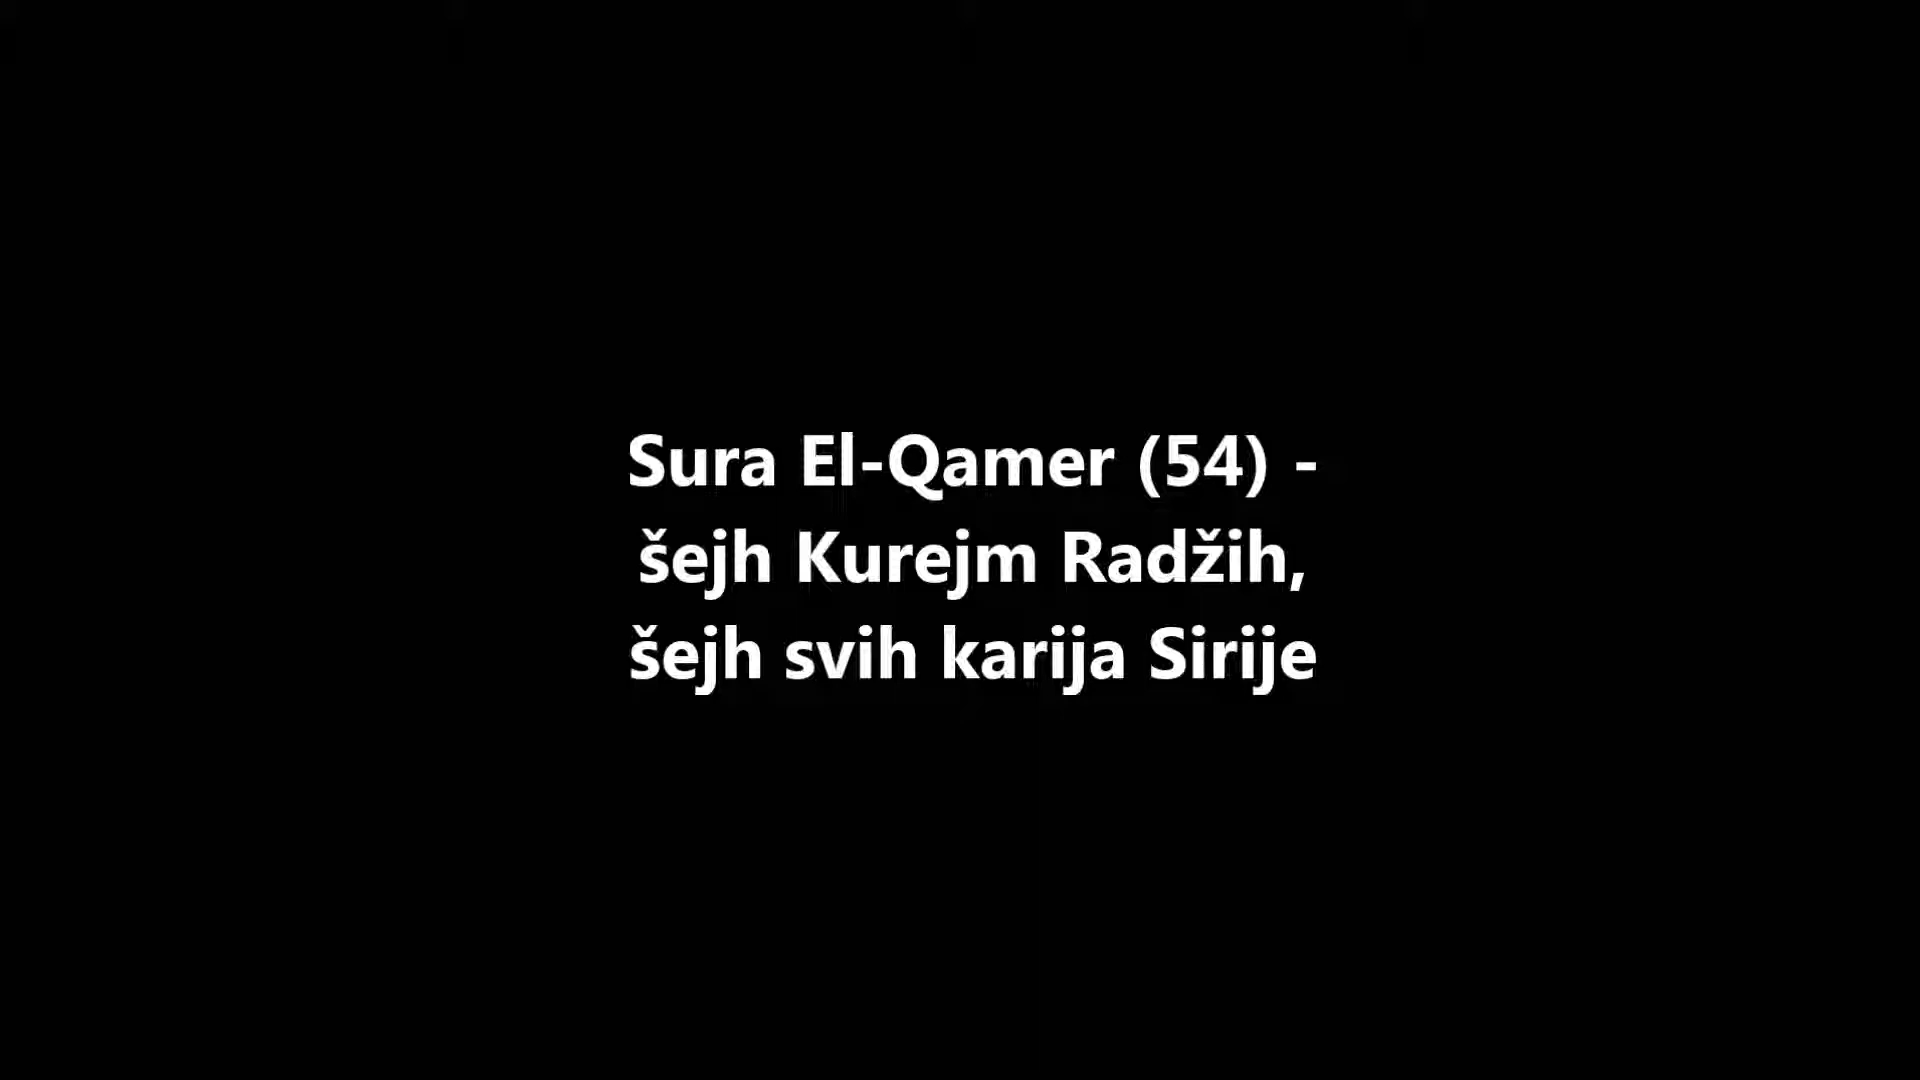 Sura El-Qamer (54) -
šejh Kurejm Radžih,
šejh svih karija Sirije